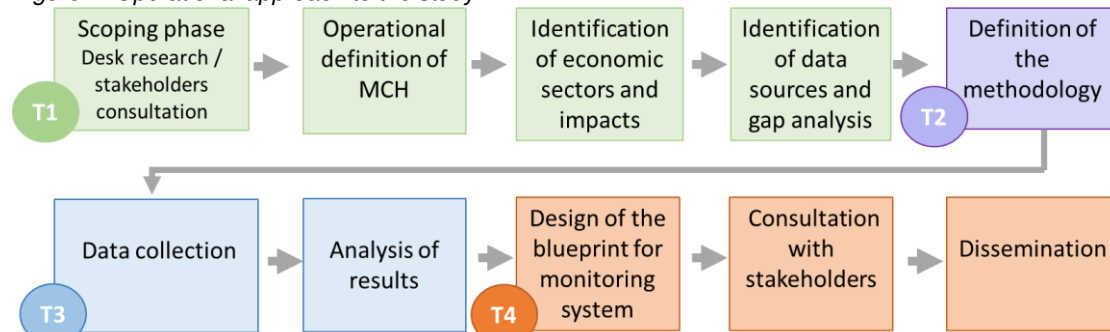 Scoping phase
Desk research /
stakeholders
consultation
T1
Operational
definition of
MCH
Identification
of economic
sectors and
impacts
Identification
of data
sources and
gap analysis
Definition of
the
methodology
T2
Data collection
T3
Analysis of
results
Design of the
blueprint for
monitoring
system
T4
Consultation
with
stakeholders
Dissemination